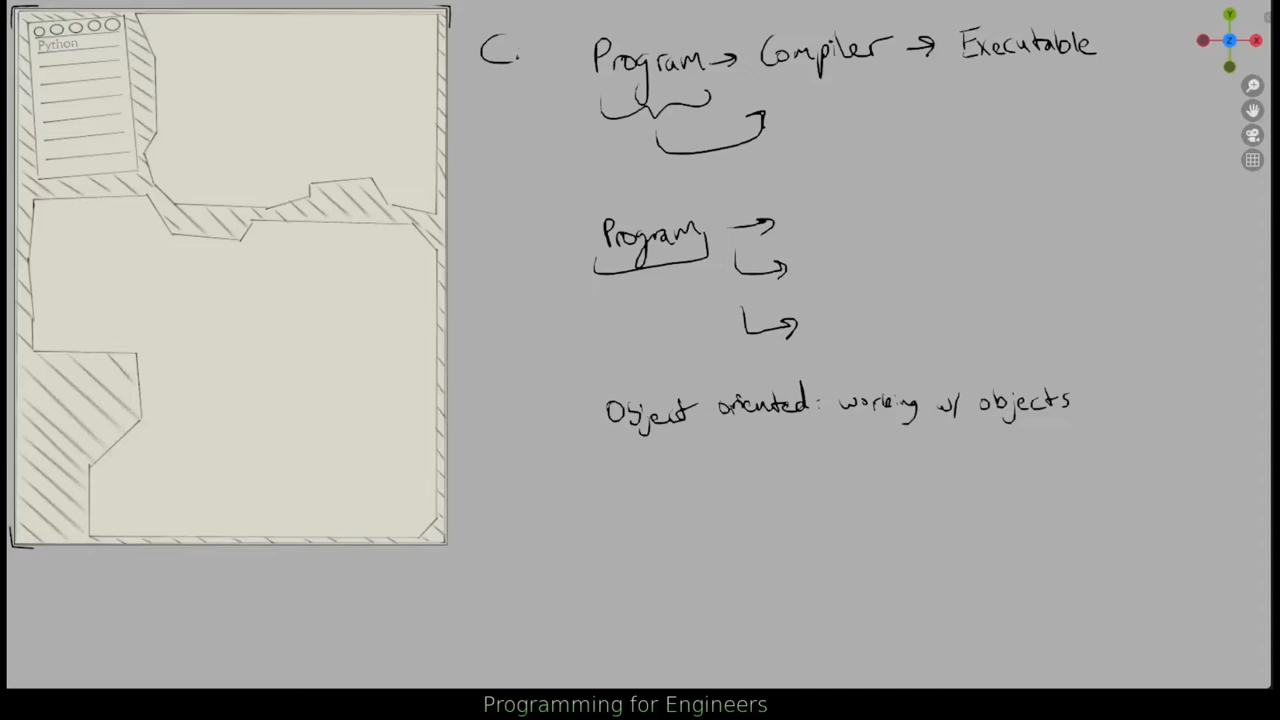 Python
C. Program → Compiler → Executable
Program
Object oriented: working w/ objects
Y
X
Z
Programming for Engineers